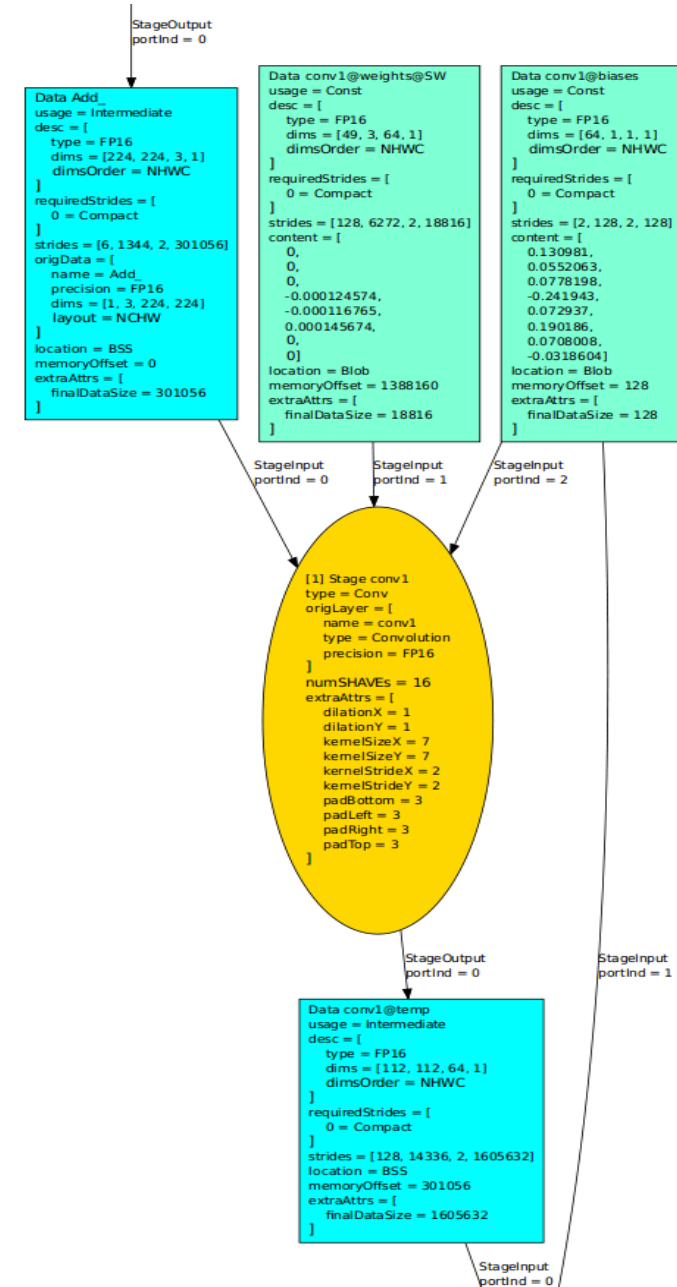 StageOutput
portInd = 0
Data Add_
usage = Intermediate
desc = [
type = FP16
dims = [224, 224, 3, 1]
dimsOrder = NHWC
]
requiredStrides = [
0 = Compact
]
strides = [6, 1344, 2, 301056]
origData = [
name = Add_
precision = FP16
dims = [1, 3, 224, 224]
layout = NCHW
]
location = BSS
memoryOffset = 0
extraAttrs = [
finalDataSize = 301056
]
Data conv1@weights@SW
usage = Const
desc = [
type = FP16
dims = [49, 3, 64, 1]
dimsOrder = NHWC
]
requiredStrides = [
0 = Compact
]
strides = [128, 6272, 2, 18816]
content = [
0,
0,
0,
-0.000124574,
-0.000116765,
0.000145674,
0,
0]
location = Blob
memoryOffset = 1388160
extraAttrs = [
finalDataSize = 18816
]
Data conv1@biases
usage = Const
desc = [
type = FP16
dims = [64, 1, 1, 1]
dimsOrder = NHWC
]
requiredStrides = [
0 = Compact
]
strides = [2, 128, 2, 128]
content = [
0.130981,
0.0552063,
0.0778198,
-0.241943,
0.072937,
0.190186,
0.0708008,
-0.0318604]
location = Blob
memoryOffset = 128
extraAttrs = [
finalDataSize = 128
]
StageInput
portInd = 0
StageInput
portInd = 1
StageInput
portInd = 2
[1] Stage conv1
type = Conv
origLayer = [
name = conv1
type = Convolution
precision = FP16
]
numSHAVEs = 16
extraAttrs = [
dilationX = 1
dilationY = 1
kernelSizeX = 7
kernelSizeY = 7
kernelStrideX = 2
kernelStrideY = 2
padBottom = 3
padLeft = 3
padRight = 3
padTop = 3
]
StageOutput
portInd = 0
StageInput
portInd = 1
Data conv1@temp
usage = Intermediate
desc = [
type = FP16
dims = [112, 112, 64, 1]
dimsOrder = NHWC
]
requiredStrides = [
0 = Compact
]
strides = [128, 14336, 2, 1605632]
location = BSS
memoryOffset = 301056
extraAttrs = [
finalDataSize = 1605632
]
StageInput
portInd = 0